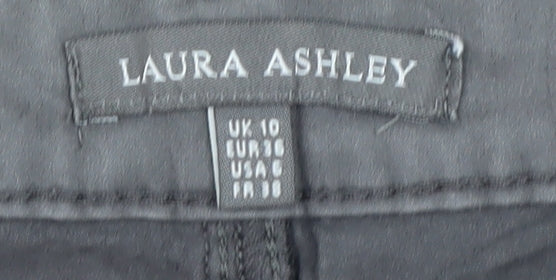 LAURA ASHLEY
UK 10
EUR 36
USA 6
FR 38